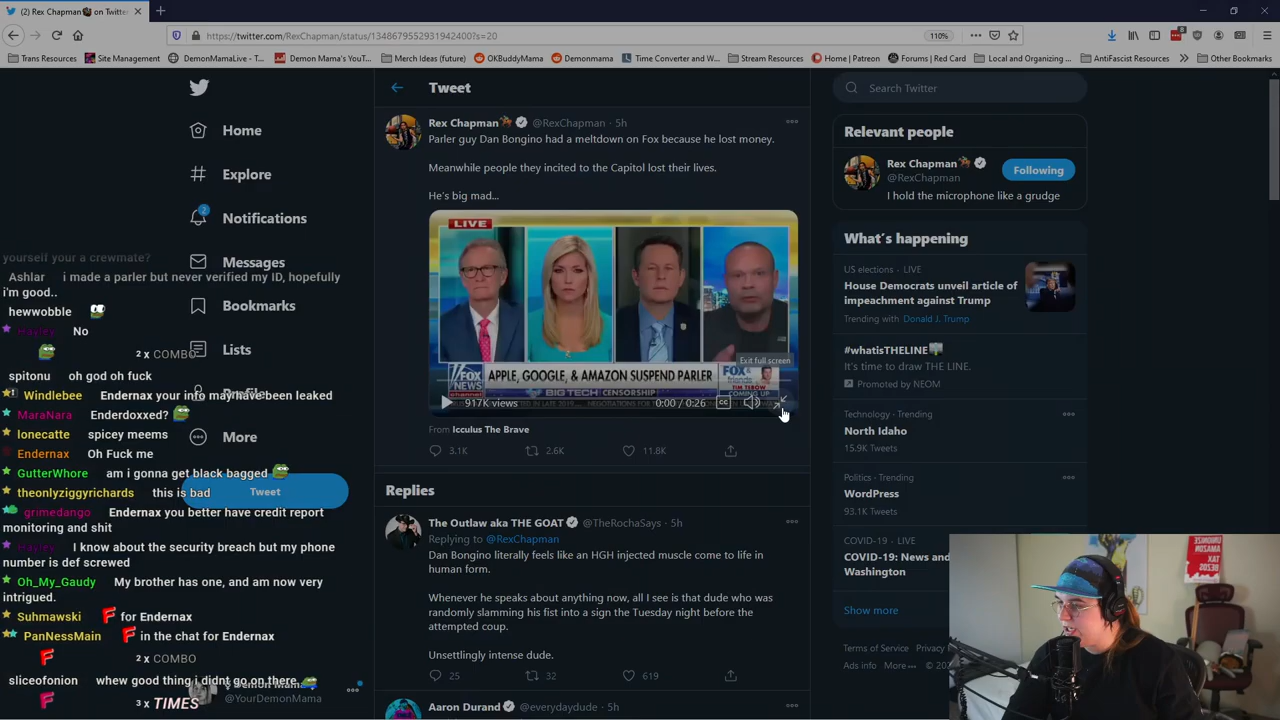 (2) Rex Chapman on Twitter
https://twitter.com/RexChapman/status/1348679552931942400?s=20
110%
Trans Resources
Site Management
DemonMamaLive - T...
Demon Mama's YouT...
Merch Ideas (future)
OKBuddyMama
Demonmama
Time Converter and W...
Stream Resources
Home | Patreon
Forums | Red Card
Local and Organizing ...
AntiFascist Resources
Other Bookmarks
Home
Explore
2
Notifications
Messages
Bookmarks
Lists
Profile
More
Tweet
Demon Mama
@YourDemonMama
yourself your a crewmate?
Ashlar i made a parler but never verified my ID, hopefully
i'm good..
hewwobble
Hayley No
2 x COMBO
spitonu oh god oh fuck
Windlebee Endernax your info may have been leaked
MaraNara Enderdoxxed?
lonecatte spicey meems
Endernax Oh Fuck me
GutterWhore am i gonna get black bagged
theonlyziggyrichards this is bad
grimedango Endernax you better have credit report
monitoring and shit
Hayley I know about the security breach but my phone
number is def screwed
Oh_My_Gaudy My brother has one, and am now very
intrigued.
Suhmawski F for Endernax
PanNessMain F in the chat for Endernax
F
2 x COMBO
sliceofonion whew good thing i didnt go on there
F
3 x TIMES
Tweet
Rex Chapman @RexChapman · 5h
Parler guy Dan Bongino had a meltdown on Fox because he lost money.
Meanwhile people they incited to the Capitol lost their lives.
He's big mad...
LIVE
Exit full screen
FOX NEWS channel
APPLE, GOOGLE, & AMAZON SUSPEND PARLER
BIG TECH CENSORSHIP
FOX
TIM TEBOW
COMING UP
917K views
0:00 / 0:26
CC
From Icculus The Brave
3.1K
2.6K
11.8K
Replies
The Outlaw aka THE GOAT @TheRochaSays · 5h
Replying to @RexChapman
Dan Bongino literally feels like an HGH injected muscle come to life in
human form.
Whenever he speaks about anything now, all I see is that dude who was
randomly slamming his fist into a sign the Tuesday night before the
attempted coup.
Unsettlingly intense dude.
25
32
619
Aaron Durand @everydaydude · 5h
Search Twitter
Relevant people
Rex Chapman
@RexChapman
Following
I hold the microphone like a grudge
What's happening
US elections · LIVE
House Democrats unveil article of
impeachment against Trump
Trending with Donald J. Trump
#whatisTHELINE
It's time to draw THE LINE.
Promoted by NEOM
Technology · Trending
North Idaho
15.9K Tweets
Politics · Trending
WordPress
93.1K Tweets
COVID-19 · LIVE
COVID-19: News and
Washington
Show more
Terms of Service Privacy
Ads info More